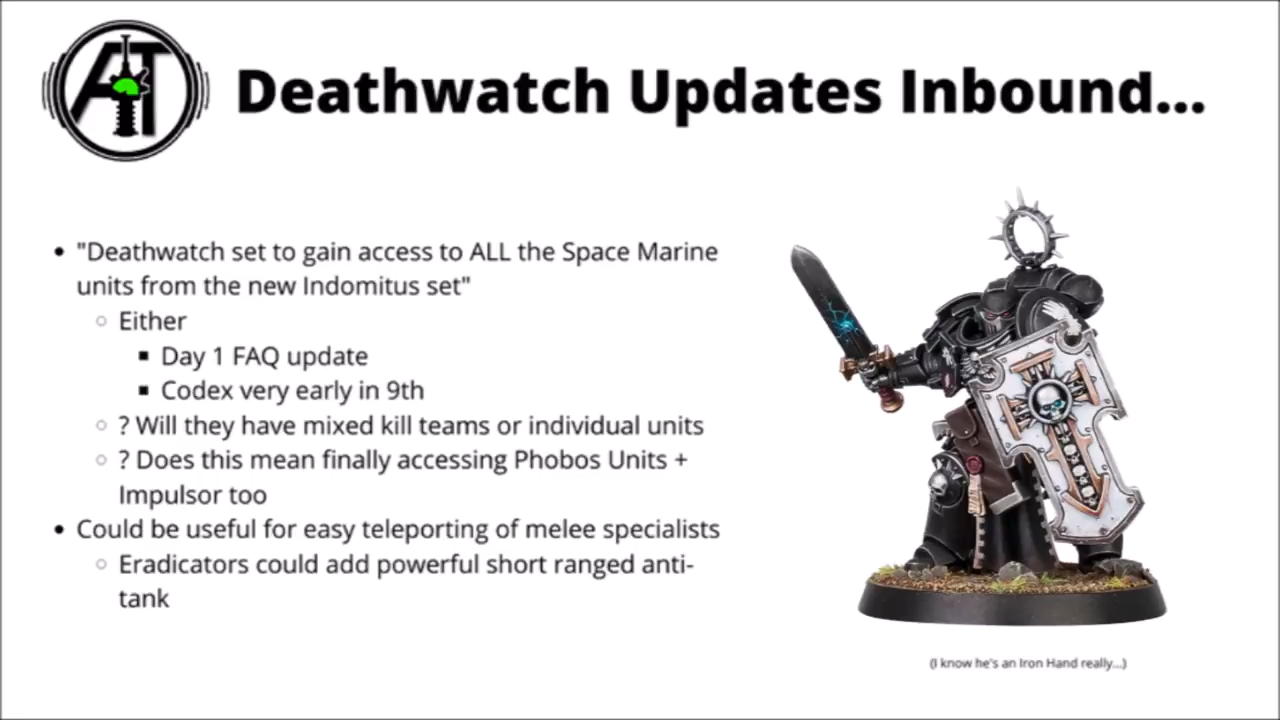 AT
Deathwatch Updates Inbound...
• "Deathwatch set to gain access to ALL the Space Marine
units from the new Indomitus set"
○ Either
▪ Day 1 FAQ update
▪ Codex very early in 9th
○ ? Will they have mixed kill teams or individual units
○ ? Does this mean finally accessing Phobos Units +
Impulsor too
• Could be useful for easy teleporting of melee specialists
○ Eradicators could add powerful short ranged anti-
tank
(I know he's an Iron Hand really...)